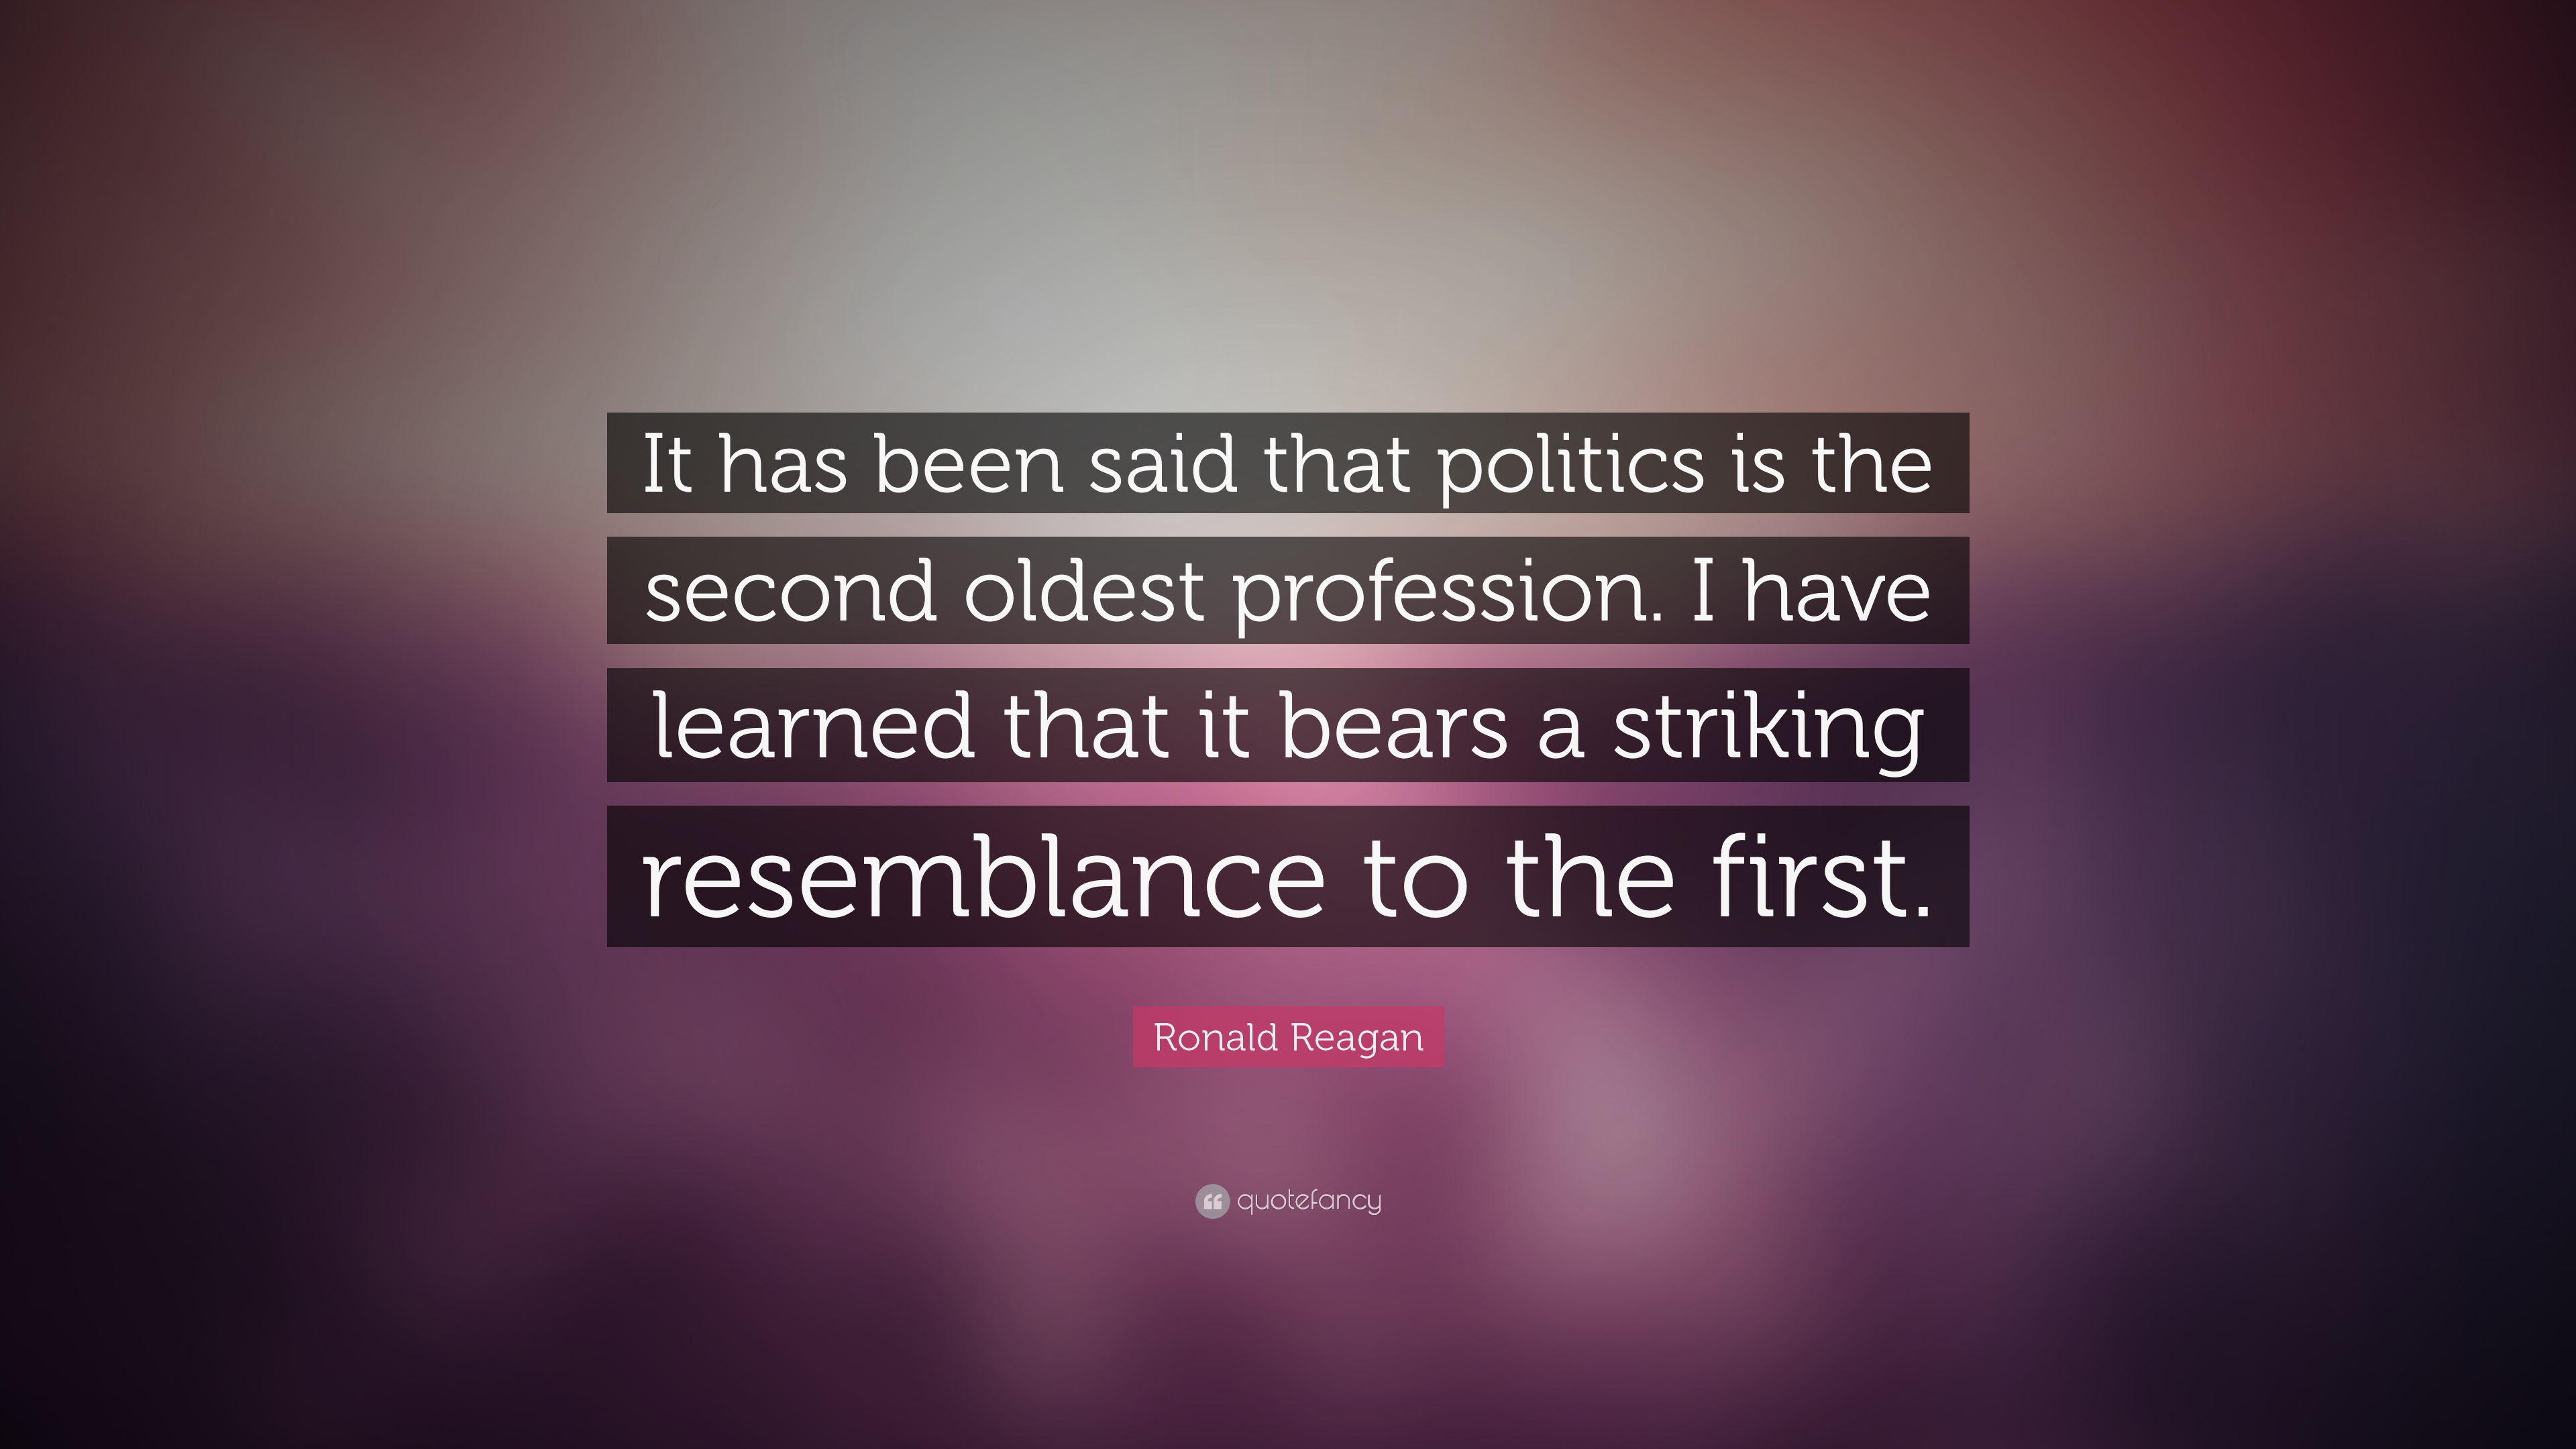 It has been said that politics is the
second oldest profession. I have
learned that it bears a striking
resemblance to the first.
Ronald Reagan
quotefancy